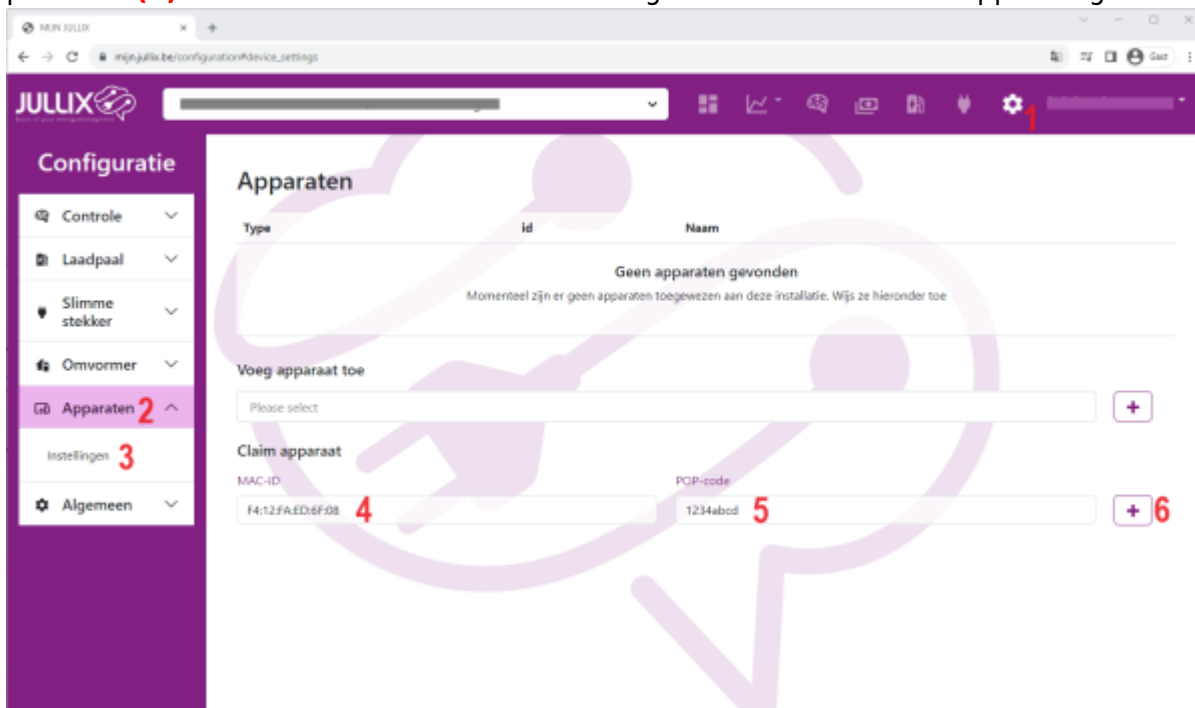 MIJN JULLIX
mijn.jullix.be/configuration#device_settings
Gast
JULLIX
1
Configuratie
Controle
Laadpaal
Slimme
stekker
Omvormer
Apparaten 2
Instellingen 3
Algemeen
Apparaten
Type id Naam
Geen apparaten gevonden
Momenteel zijn er geen apparaten toegewezen aan deze installatie. Wijs ze hieronder toe
Voeg apparaat toe
Please select +
Claim apparaat
MAC-ID POP-code
F4:12:FA:ED:6F:08 4 1234abcd 5 + 6